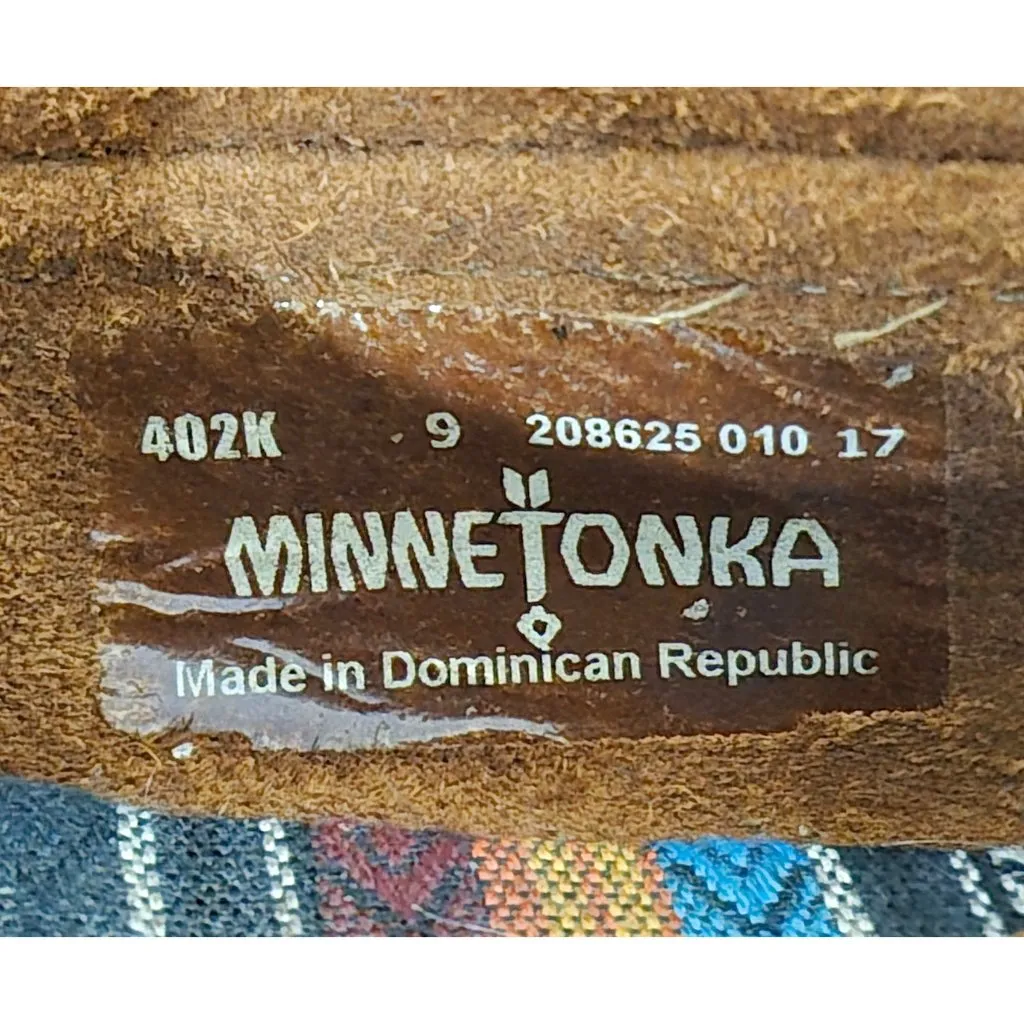 402K 9 208625 010 17
MINNETONKA
Made in Dominican Republic